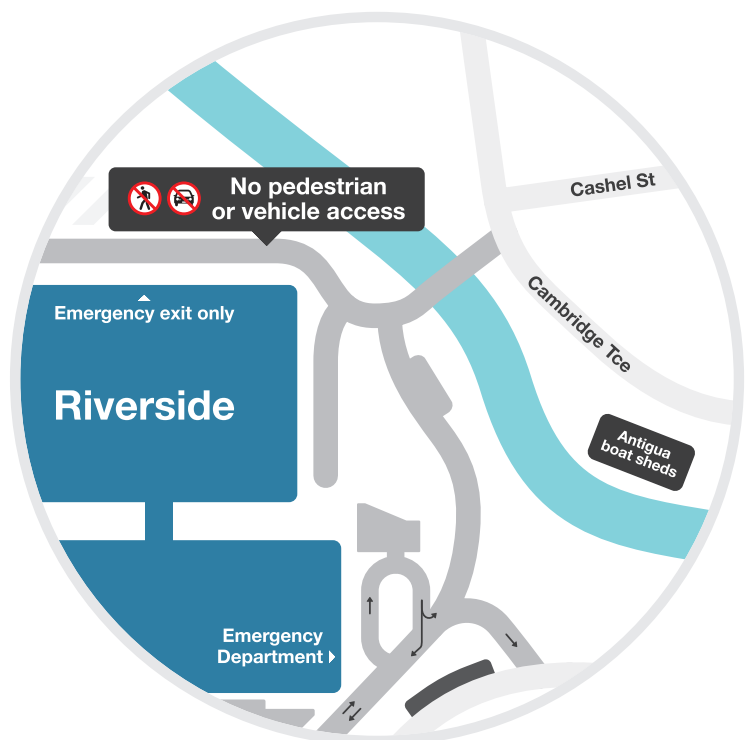 Cashel St
No pedestrian
or vehicle access
Cambridge Tce
Emergency exit only
Riverside
Antigua
boat sheds
Emergency
Department